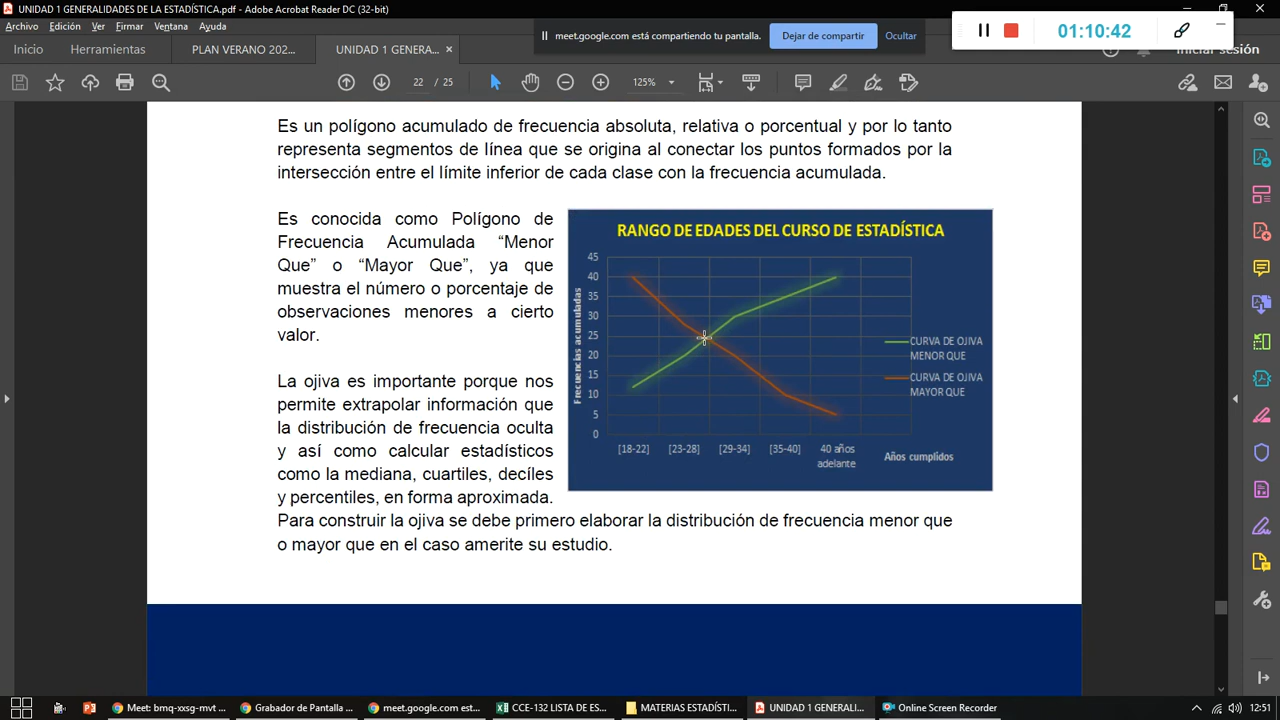 UNIDAD 1 GENERALIDADES DE LA ESTADÍSTICA.pdf - Adobe Acrobat Reader DC (32-bit)
Archivo Edición Ver Firmar Ventana Ayuda
meet.google.com está compartiendo tu pantalla. Dejar de compartir Ocultar
01:10:42
Inicio Herramientas PLAN VERANO 202... UNIDAD 1 GENERA... × Iniciar sesión
22 / 25 125%
Es un polígono acumulado de frecuencia absoluta, relativa o porcentual y por lo tanto
representa segmentos de línea que se origina al conectar los puntos formados por la
intersección entre el límite inferior de cada clase con la frecuencia acumulada.
Es conocida como Polígono de
Frecuencia Acumulada “Menor
Que” o “Mayor Que”, ya que
muestra el número o porcentaje de
observaciones menores a cierto
valor.
La ojiva es importante porque nos
permite extrapolar información que
la distribución de frecuencia oculta
y así como calcular estadísticos
como la mediana, cuartiles, decíles
y percentiles, en forma aproximada.
Para construir la ojiva se debe primero elaborar la distribución de frecuencia menor que
o mayor que en el caso amerite su estudio.
RANGO DE EDADES DEL CURSO DE ESTADÍSTICA
Frecuencias acumuladas
45
40
35
30
25
20
15
10
5
0
[18-22] [23-28] [29-34] [35-40] 40 años
adelante
Años cumplidos
CURVA DE OJIVA
MENOR QUE
CURVA DE OJIVA
MAYOR QUE
Meet: bmq-xxsg-mvt ... Grabador de Pantalla ... meet.google.com est... CCE-132 LISTA DE ES... MATERIAS ESTADÍSTI... UNIDAD 1 GENERALI... Online Screen Recorder 12:51